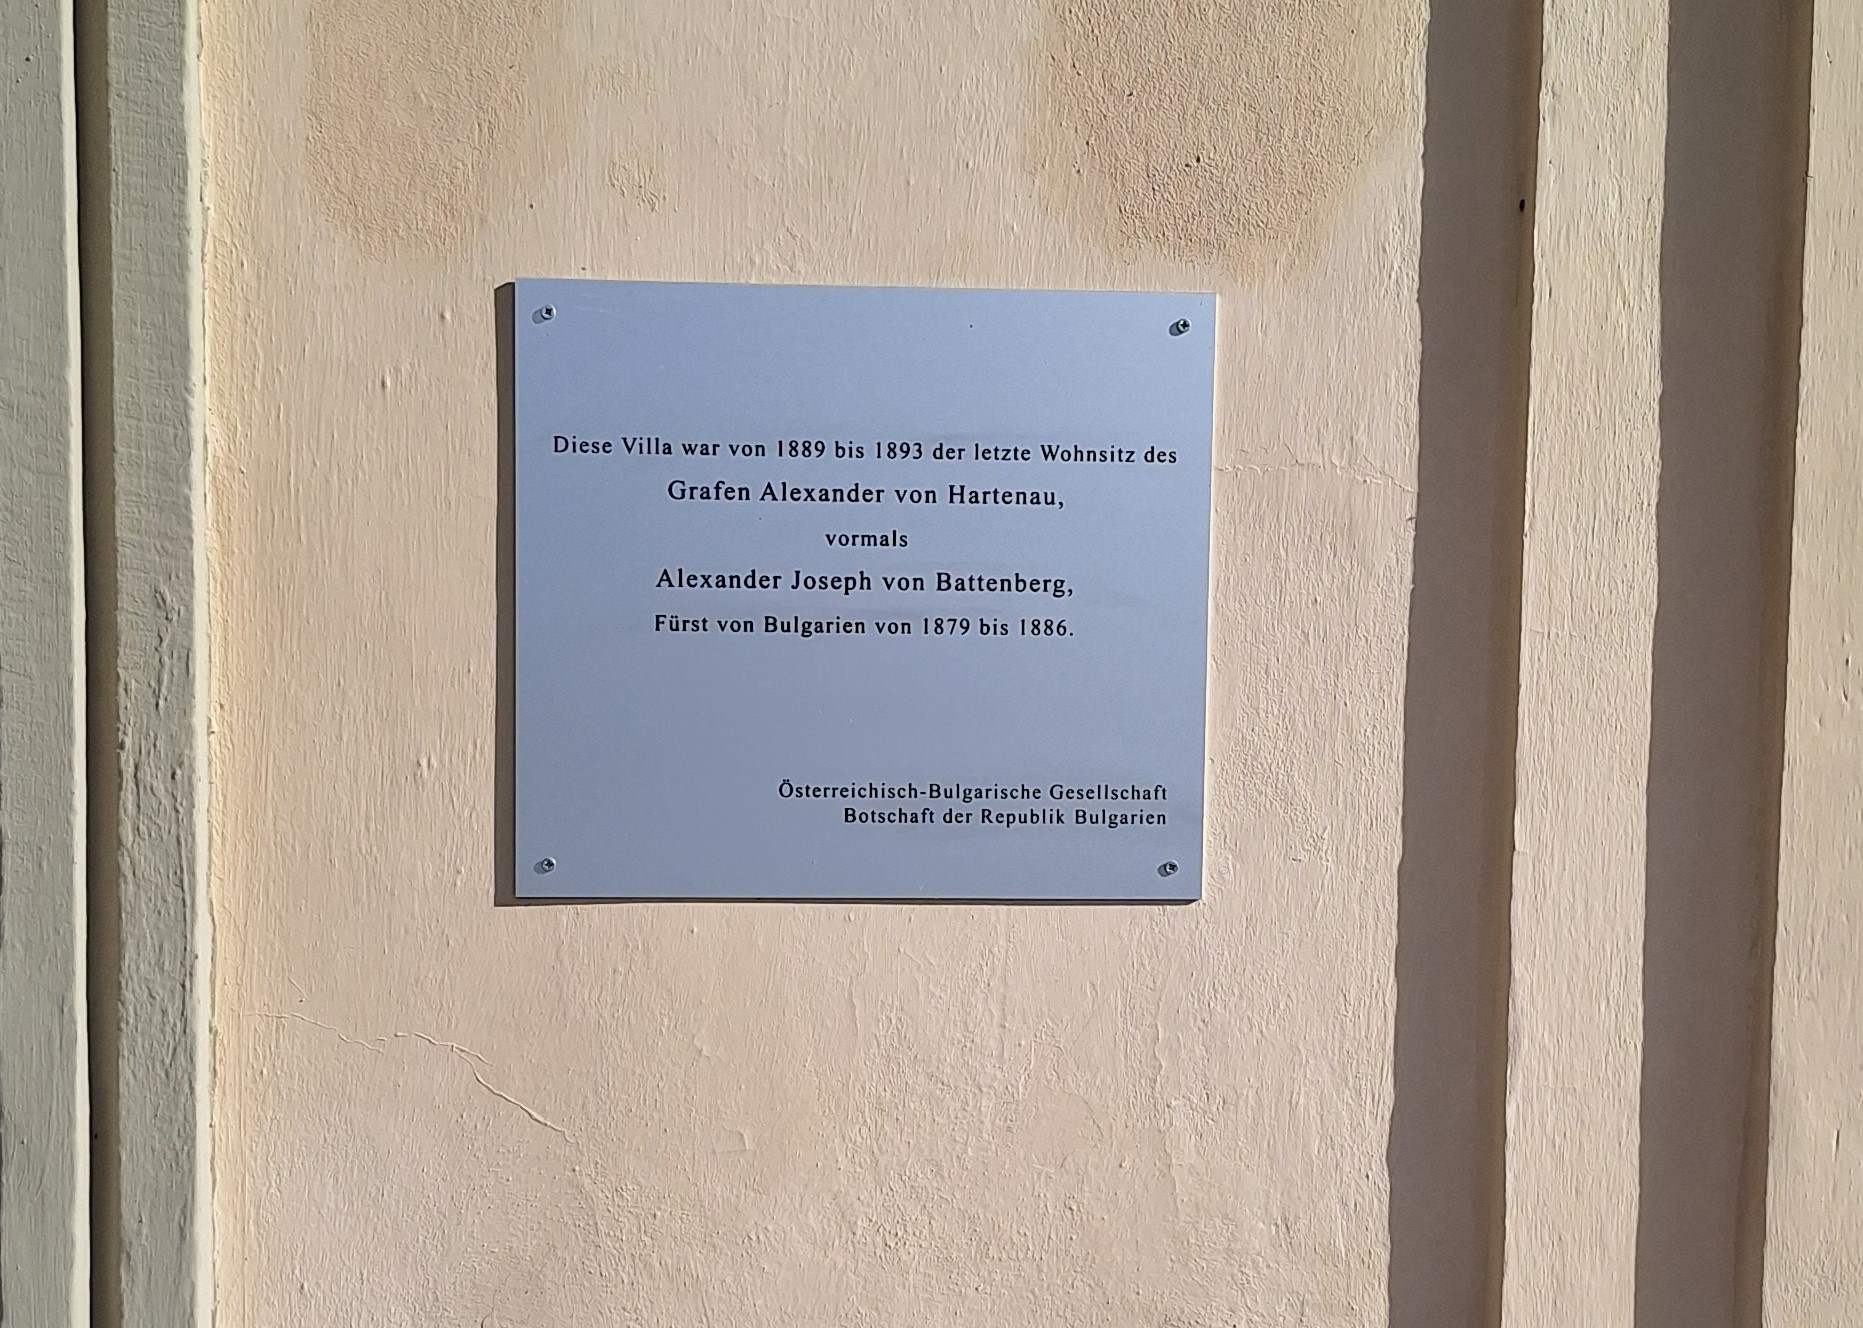 Diese Villa war von 1889 bis 1893 der letzte Wohnsitz des
Grafen Alexander von Hartenau,
vormals
Alexander Joseph von Battenberg,
Fürst von Bulgarien von 1879 bis 1886.
Österreichisch-Bulgarische Gesellschaft
Botschaft der Republik Bulgarien